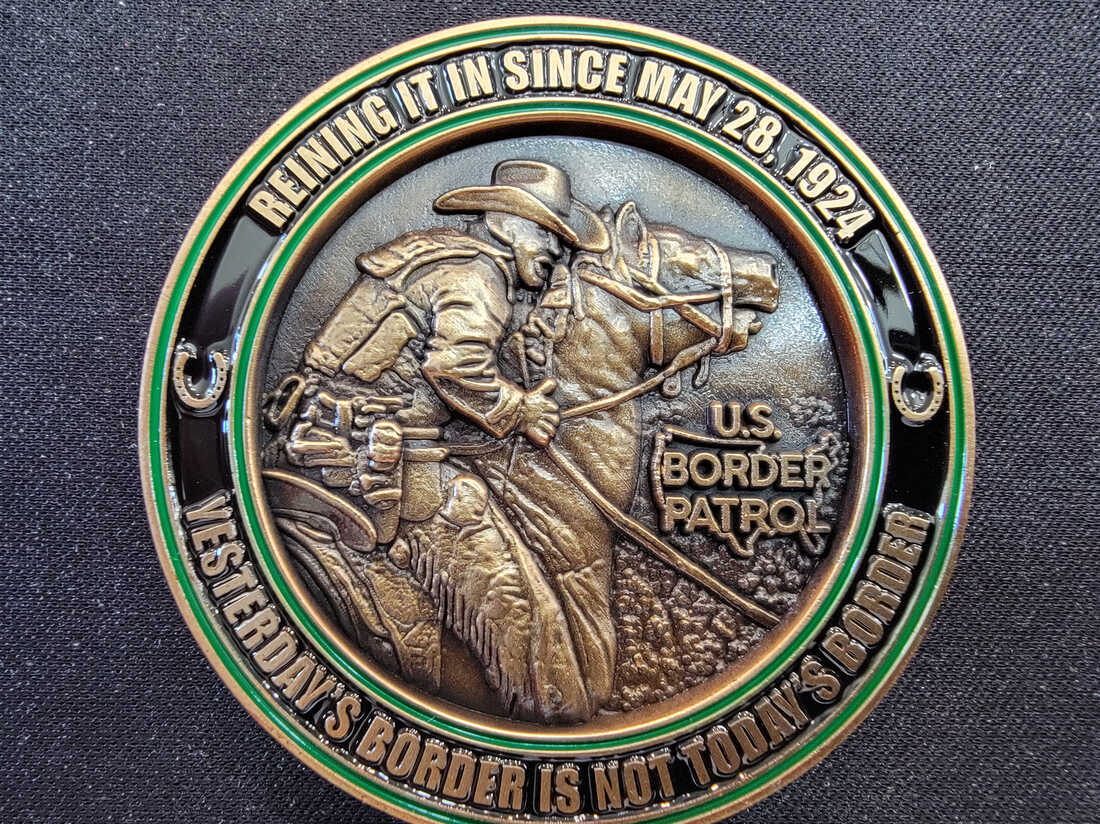 REINING IT IN SINCE MAY 28, 1924
U.S.
BORDER
PATROL
YESTERDAY'S BORDER IS NOT TODAY'S BORDER